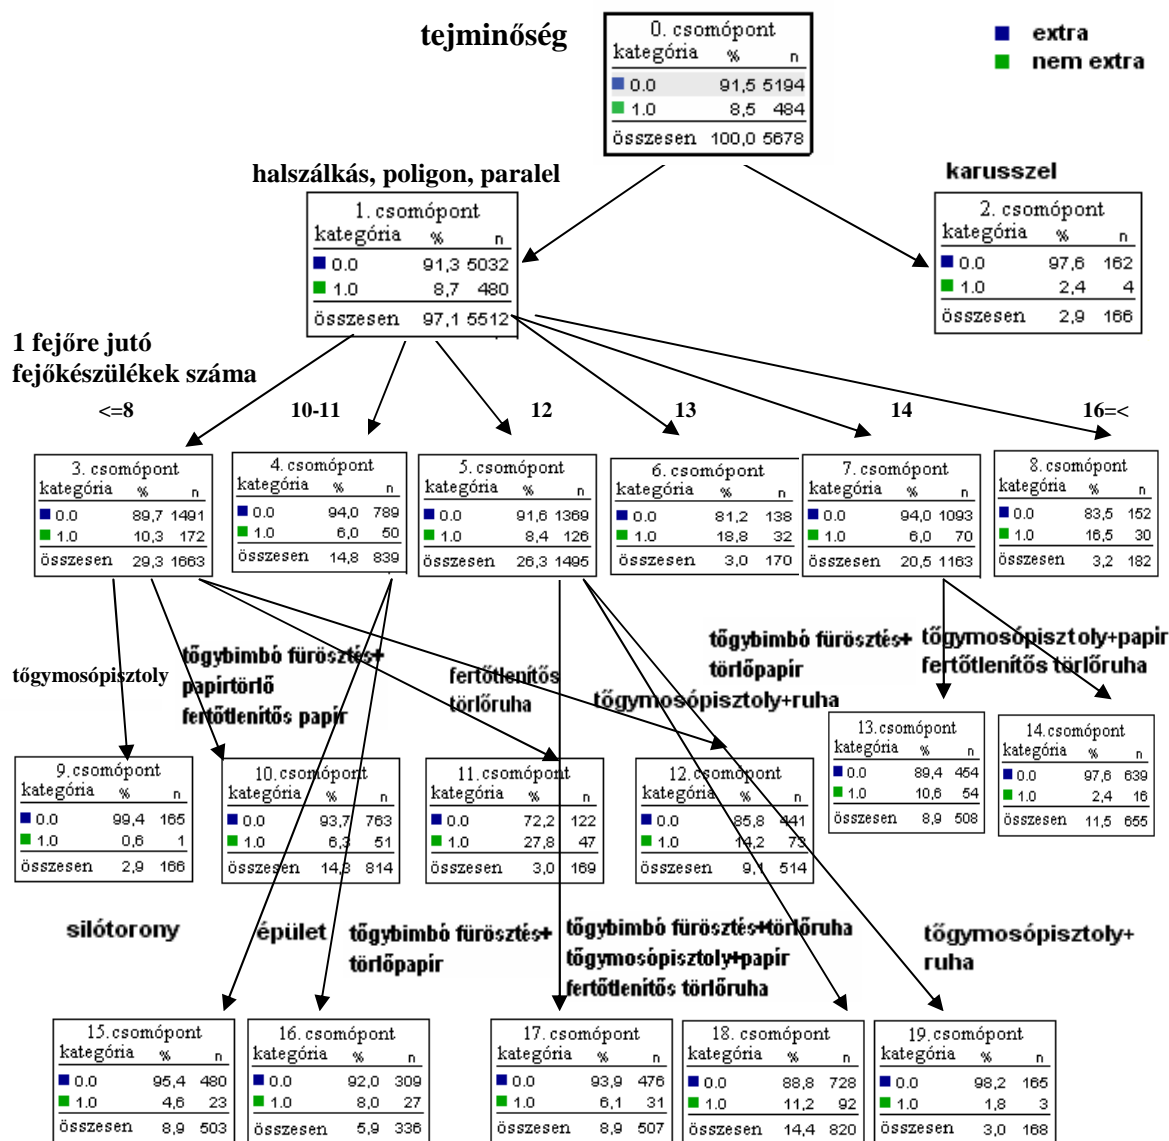 tejminőség
0. csomópont
kategória % n
0.0 91,5 5194
1.0 8,5 484
összesen 100,0 5678
extra
nem extra
halszálkás, poligon, paralel
karusszel
1. csomópont
kategória % n
0.0 91,3 5032
1.0 8,7 480
összesen 97,1 5512
2. csomópont
kategória % n
0.0 97,6 162
1.0 2,4 4
összesen 2,9 166
1 fejőre jutó
fejőkészülékek száma
<=8 10-11 12 13 14 16=<
3. csomópont
kategória % n
0.0 89,7 1491
1.0 10,3 172
összesen 29,3 1663
4. csomópont
kategória % n
0.0 94,0 789
1.0 6,0 50
összesen 14,8 839
5. csomópont
kategória % n
0.0 91,6 1369
1.0 8,4 126
összesen 26,3 1495
6. csomópont
kategória % n
0.0 81,2 138
1.0 18,8 32
összesen 3,0 170
7. csomópont
kategória % n
0.0 94,0 1093
1.0 6,0 70
összesen 20,5 1163
8. csomópont
kategória % n
0.0 83,5 152
1.0 16,5 30
összesen 3,2 182
tőgymosópisztoly
tőgybimbó fürösztés+
papírtörlő
fertőtlenítős papír
fertőtlenítős
törlőruha
tőgymosópisztoly+ruha
tőgybimbó fürösztés+
törlőpapír
tőgymosópisztoly+papír
fertőtlenítős törlőruha
9. csomópont
kategória % n
0.0 99,4 165
1.0 0,6 1
összesen 2,9 166
10. csomópont
kategória % n
0.0 93,7 763
1.0 6,3 51
összesen 14,3 814
11. csomópont
kategória % n
0.0 72,2 122
1.0 27,8 47
összesen 3,0 169
12. csomópont
kategória % n
0.0 85,8 441
1.0 14,2 73
összesen 9,1 514
13. csomópont
kategória % n
0.0 89,4 454
1.0 10,6 54
összesen 8,9 508
14. csomópont
kategória % n
0.0 97,6 639
1.0 2,4 16
összesen 11,5 655
silótorony
épület
tőgybimbó fürösztés+
törlőpapír
tőgybimbó fürösztés+törlőruha
tőgymosópisztoly+papír
fertőtlenítős törlőruha
tőgymosópisztoly+
ruha
15. csomópont
kategória % n
0.0 95,4 480
1.0 4,6 23
összesen 8,9 503
16. csomópont
kategória % n
0.0 92,0 309
1.0 8,0 27
összesen 5,9 336
17. csomópont
kategória % n
0.0 93,9 476
1.0 6,1 31
összesen 8,9 507
18. csomópont
kategória % n
0.0 88,8 728
1.0 11,2 92
összesen 14,4 820
19. csomópont
kategória % n
0.0 98,2 165
1.0 1,8 3
összesen 3,0 168